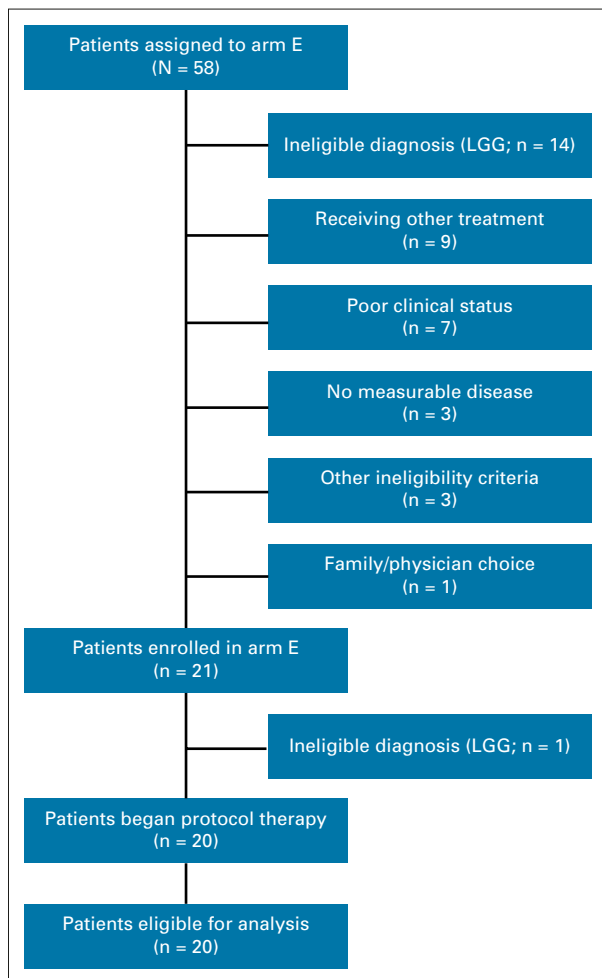 Patients assigned to arm E
(N = 58)
Ineligible diagnosis (LGG; n = 14)
Receiving other treatment
(n = 9)
Poor clinical status
(n = 7)
No measurable disease
(n = 3)
Other ineligibility criteria
(n = 3)
Family/physician choice
(n = 1)
Patients enrolled in arm E
(n = 21)
Ineligible diagnosis (LGG; n = 1)
Patients began protocol therapy
(n = 20)
Patients eligible for analysis
(n = 20)